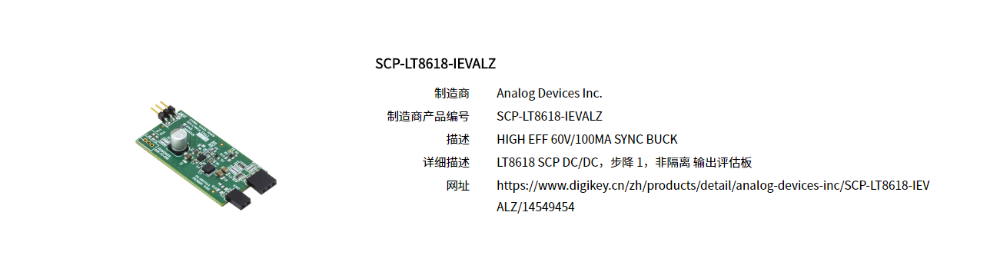 SCP-LT8618-IEVALZ
制造商 Analog Devices Inc.
制造商产品编号 SCP-LT8618-IEVALZ
描述 HIGH EFF 60V/100MA SYNC BUCK
详细描述 LT8618 SCP DC/DC，步降 1，非隔离 输出评估板
网址 https://www.digikey.cn/zh/products/detail/analog-devices-inc/SCP-LT8618-IEV
ALZ/14549454